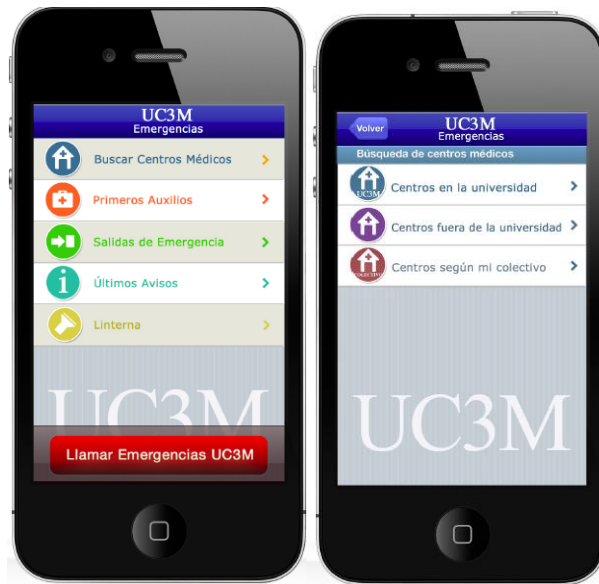 UC3M
Emergencias
Buscar Centros Médicos
Primeros Auxilios
Salidas de Emergencia
Últimos Avisos
Linterna
UC3M
Llamar Emergencias UC3M
Volver
UC3M
Emergencias
Búsqueda de centros médicos
UC3M
Centros en la universidad
Centros fuera de la universidad
COLECTIVO
Centros según mi colectivo
UC3M